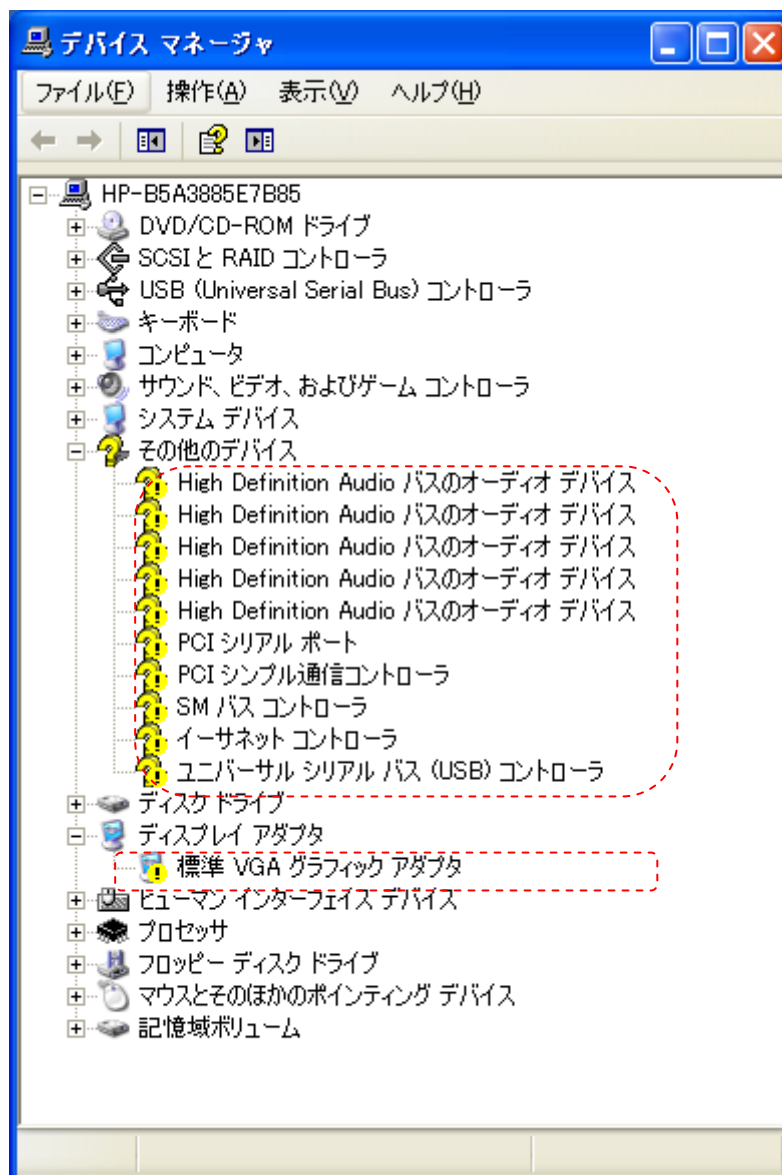 デバイス マネージャ
ファイル(F) 操作(A) 表示(V) ヘルプ(H)
HP-B5A3885E7B85
DVD/CD-ROM ドライブ
SCSI と RAID コントローラ
USB (Universal Serial Bus) コントローラ
キーボード
コンピュータ
サウンド、ビデオ、およびゲーム コントローラ
システム デバイス
その他のデバイス
High Definition Audio バスのオーディオ デバイス
High Definition Audio バスのオーディオ デバイス
High Definition Audio バスのオーディオ デバイス
High Definition Audio バスのオーディオ デバイス
High Definition Audio バスのオーディオ デバイス
PCI シリアル ポート
PCI シンプル通信コントローラ
SM バス コントローラ
イーサネット コントローラ
ユニバーサル シリアル バス (USB) コントローラ
ディスク ドライブ
ディスプレイ アダプタ
標準 VGA グラフィック アダプタ
ヒューマン インターフェイス デバイス
プロセッサ
フロッピー ディスク ドライブ
マウスとそのほかのポインティング デバイス
記憶域ボリューム